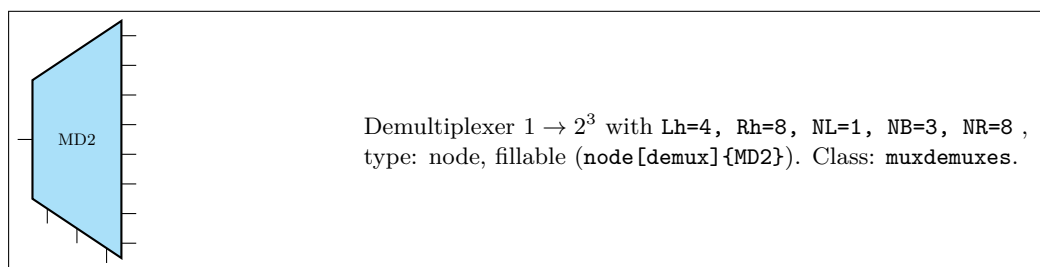 MD2
Demultiplexer 1 → 2³ with Lh=4, Rh=8, NL=1, NB=3, NR=8 ,
type: node, fillable (node[demux]{MD2}). Class: muxdemuxes.